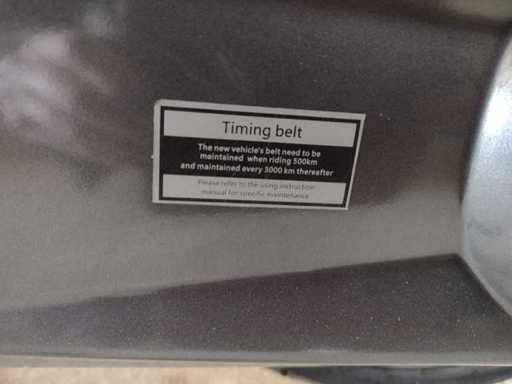 Timing belt
The new vehicle's belt need to be
maintained when riding 500km
and maintained every 3000 km thereafter
Please refer to the using instruction
manual for specific maintenance